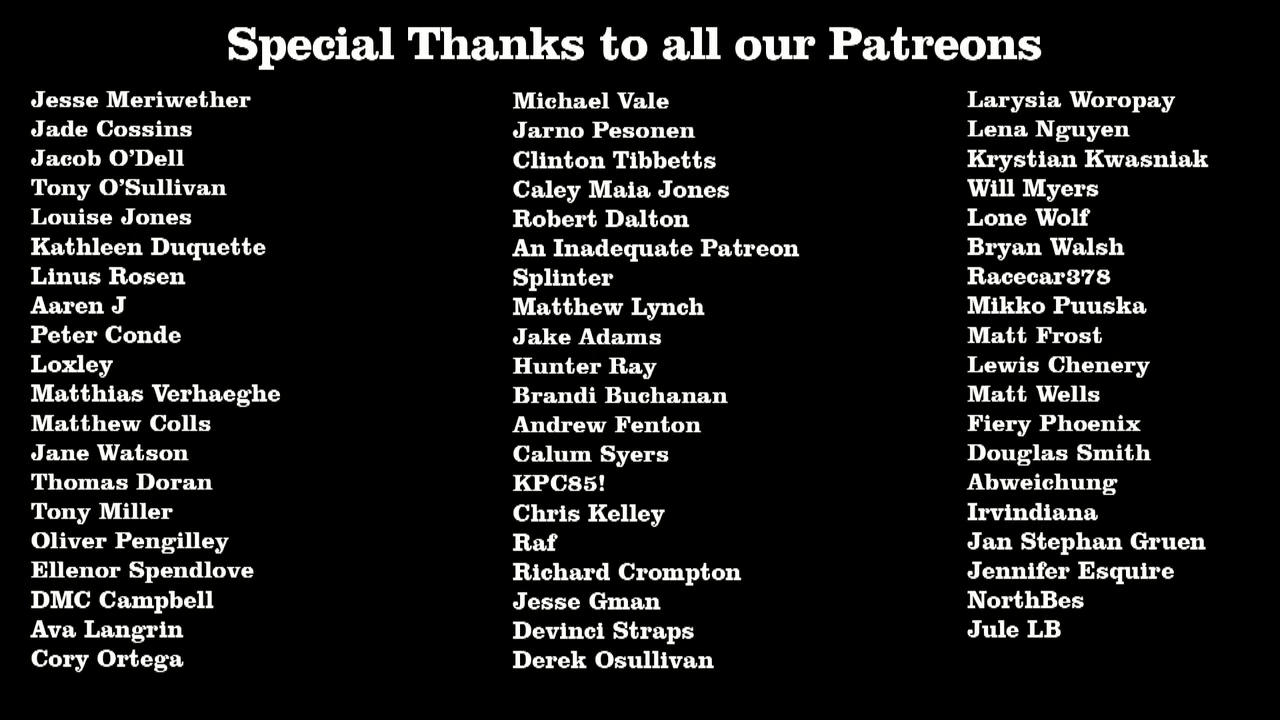 Special Thanks to all our Patreons
Jesse Meriwether
Jade Cossins
Jacob O'Dell
Tony O'Sullivan
Louise Jones
Kathleen Duquette
Linus Rosen
Aaren J
Peter Conde
Loxley
Matthias Verhaeghe
Matthew Colls
Jane Watson
Thomas Doran
Tony Miller
Oliver Pengilley
Ellenor Spendlove
DMC Campbell
Ava Langrin
Cory Ortega
Michael Vale
Jarno Pesonen
Clinton Tibbetts
Caley Maia Jones
Robert Dalton
An Inadequate Patreon
Splinter
Matthew Lynch
Jake Adams
Hunter Ray
Brandi Buchanan
Andrew Fenton
Calum Syers
KPC85!
Chris Kelley
Raf
Richard Crompton
Jesse Gman
Devinci Straps
Derek Osullivan
Larysia Woropay
Lena Nguyen
Krystian Kwasniak
Will Myers
Lone Wolf
Bryan Walsh
Racecar378
Mikko Puuska
Matt Frost
Lewis Chenery
Matt Wells
Fiery Phoenix
Douglas Smith
Abweichung
Irvindiana
Jan Stephan Gruen
Jennifer Esquire
NorthBes
Jule LB